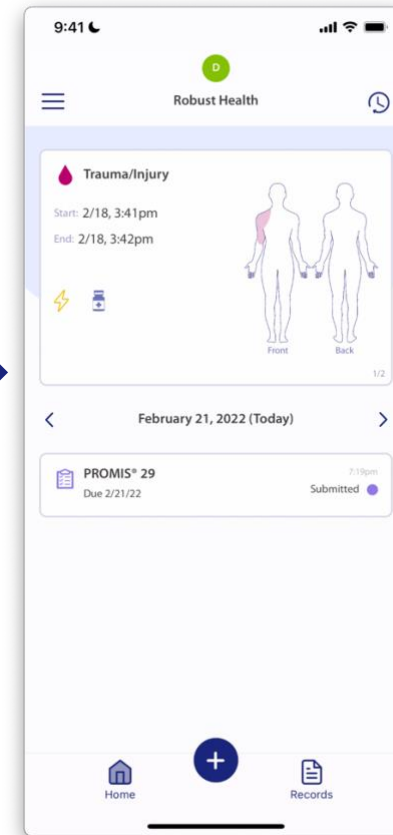 9:41
D
Robust Health
Trauma/Injury
Start: 2/18, 3:41pm
End: 2/18, 3:42pm
Front
Back
1/2
February 21, 2022 (Today)
PROMIS® 29
7:19pm
Due 2/21/22
Submitted
Home
Records